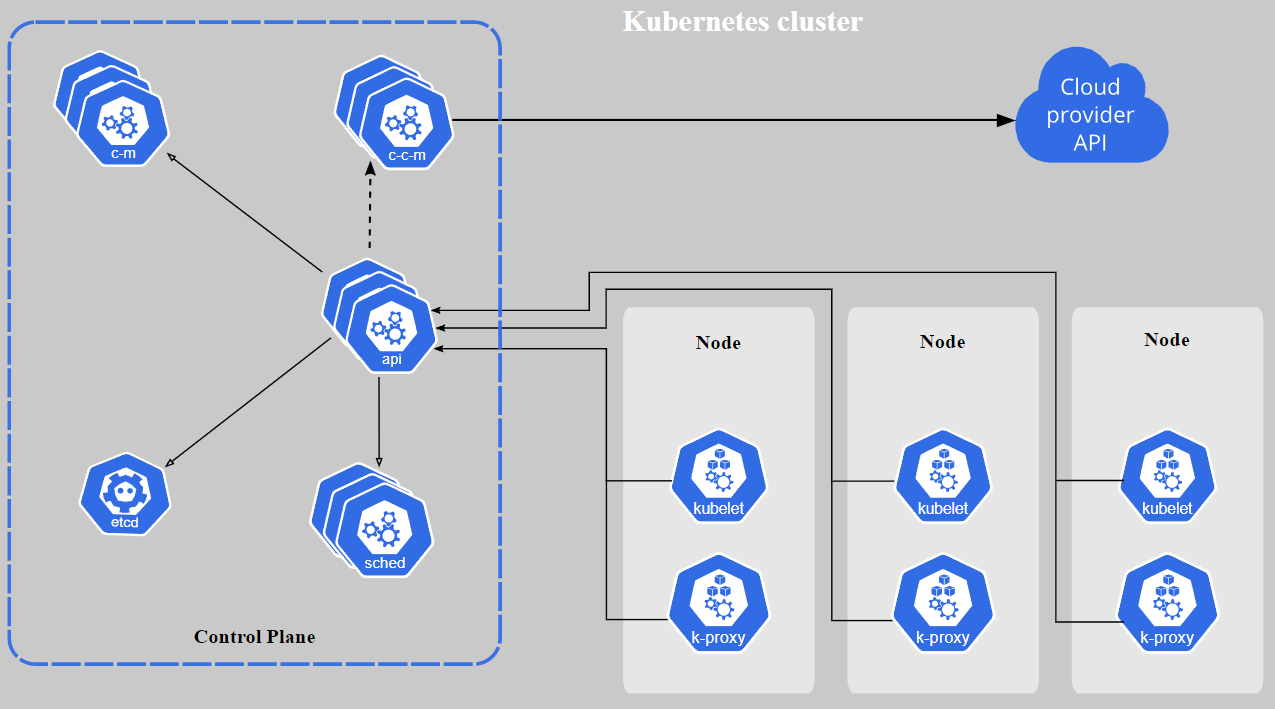 Kubernetes cluster
Cloud
provider
API
c-m
c-c-m
api
Node
Node
Node
etcd
sched
kubelet
kubelet
kubelet
k-proxy
k-proxy
k-proxy
Control Plane